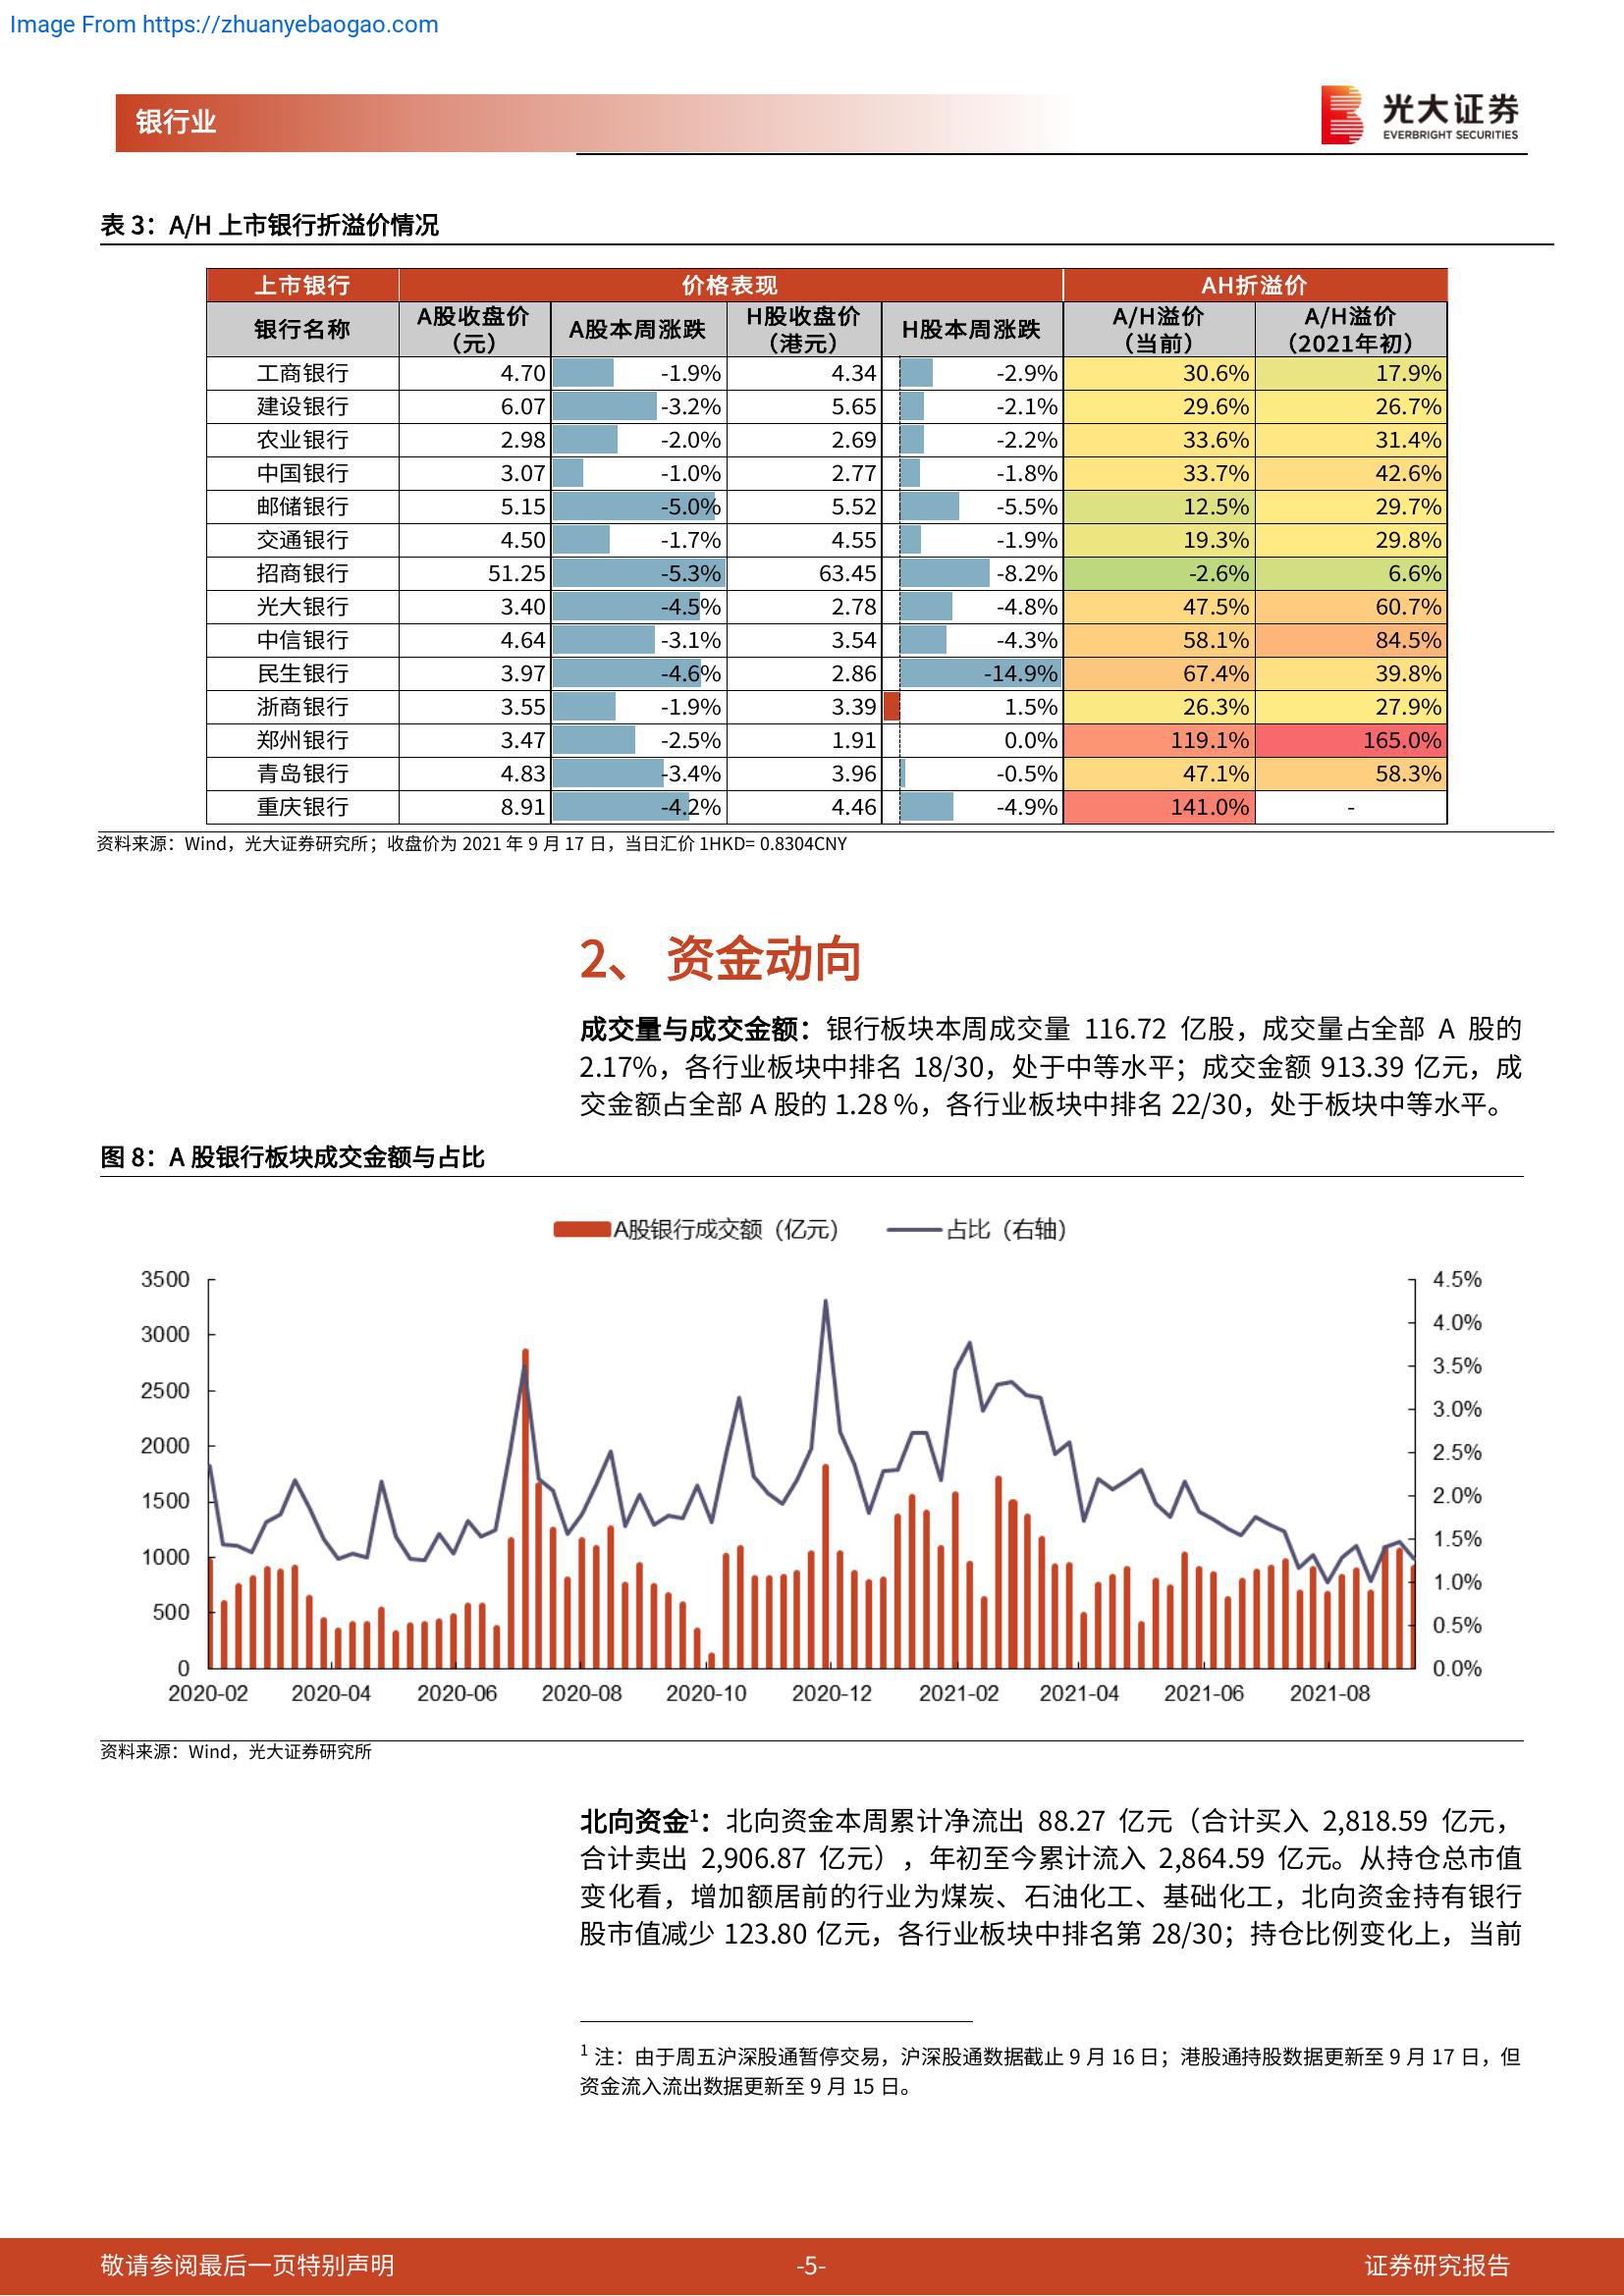 Image From https://zhuanyebaogao.com
银行业
光大证券
EVERBRIGHT SECURITIES
表 3：A/H 上市银行折溢价情况
上市银行 价格表现 AH折溢价
银行名称 A股收盘价（元） A股本周涨跌 H股收盘价（港元） H股本周涨跌 A/H溢价（当前） A/H溢价（2021年初）
工商银行 4.70 -1.9% 4.34 -2.9% 30.6% 17.9%
建设银行 6.07 -3.2% 5.65 -2.1% 29.6% 26.7%
农业银行 2.98 -2.0% 2.69 -2.2% 33.6% 31.4%
中国银行 3.07 -1.0% 2.77 -1.8% 33.7% 42.6%
邮储银行 5.15 -5.0% 5.52 -5.5% 12.5% 29.7%
交通银行 4.50 -1.7% 4.55 -1.9% 19.3% 29.8%
招商银行 51.25 -5.3% 63.45 -8.2% -2.6% 6.6%
光大银行 3.40 -4.5% 2.78 -4.8% 47.5% 60.7%
中信银行 4.64 -3.1% 3.54 -4.3% 58.1% 84.5%
民生银行 3.97 -4.6% 2.86 -14.9% 67.4% 39.8%
浙商银行 3.55 -1.9% 3.39 1.5% 26.3% 27.9%
郑州银行 3.47 -2.5% 1.91 0.0% 119.1% 165.0%
青岛银行 4.83 -3.4% 3.96 -0.5% 47.1% 58.3%
重庆银行 8.91 -4.2% 4.46 -4.9% 141.0% -
资料来源：Wind，光大证券研究所；收盘价为 2021 年 9 月 17 日，当日汇价 1HKD= 0.8304CNY
2、 资金动向
成交量与成交金额：银行板块本周成交量 116.72 亿股，成交量占全部 A 股的
2.17%，各行业板块中排名 18/30，处于中等水平；成交金额 913.39 亿元，成
交金额占全部 A 股的 1.28 %，各行业板块中排名 22/30，处于板块中等水平。
图 8：A 股银行板块成交金额与占比
A股银行成交额（亿元） 占比（右轴）
3500 4.5%
3000 4.0%
2500 3.5%
2000 3.0%
1500 2.5%
1000 2.0%
500 1.5%
0 1.0%
0.5%
0.0%
2020-02 2020-04 2020-06 2020-08 2020-10 2020-12 2021-02 2021-04 2021-06 2021-08
资料来源：Wind，光大证券研究所
北向资金1：北向资金本周累计净流出 88.27 亿元（合计买入 2,818.59 亿元，
合计卖出 2,906.87 亿元），年初至今累计流入 2,864.59 亿元。从持仓总市值
变化看，增加额居前的行业为煤炭、石油化工、基础化工，北向资金持有银行
股市值减少 123.80 亿元，各行业板块中排名第 28/30；持仓比例变化上，当前
1 注：由于周五沪深股通暂停交易，沪深股通数据截止 9 月 16 日；港股通持股数据更新至 9 月 17 日，但
资金流入流出数据更新至 9 月 15 日。
敬请参阅最后一页特别声明 -5- 证券研究报告